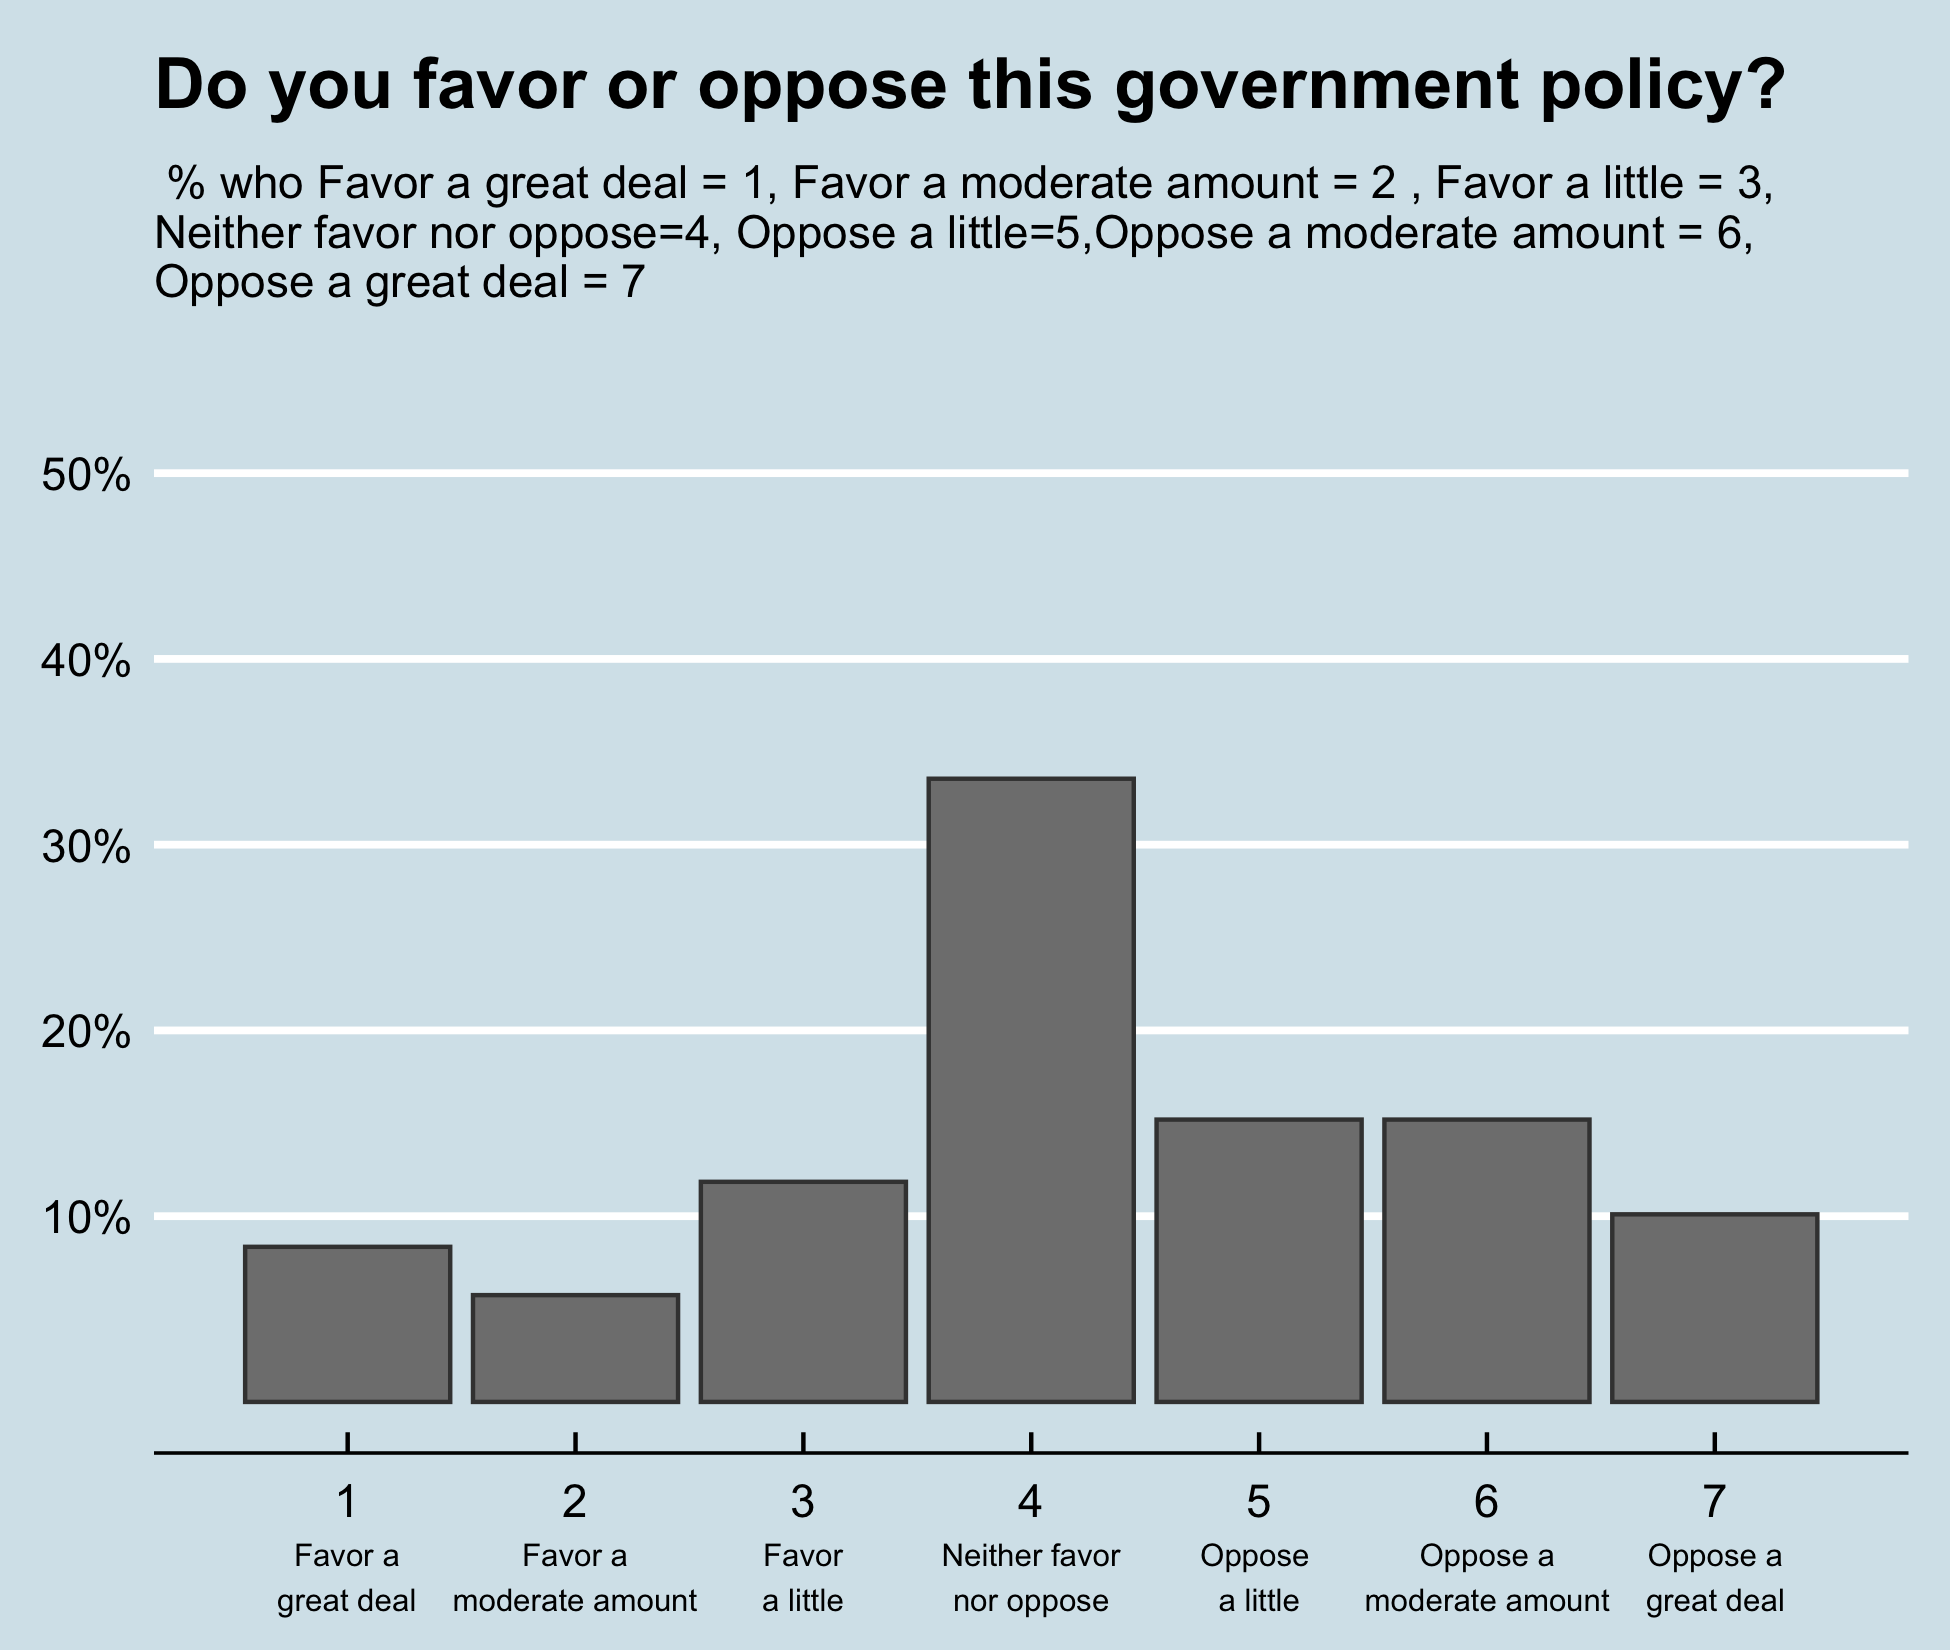 Do you favor or oppose this government policy?
% who Favor a great deal = 1, Favor a moderate amount = 2 , Favor a little = 3,
Neither favor nor oppose=4, Oppose a little=5,Oppose a moderate amount = 6,
Oppose a great deal = 7
50%
40%
30%
20%
10%
1 2 3 4 5 6 7
Favor a Favor a Favor Neither favor Oppose Oppose a Oppose a
great deal moderate amount a little nor oppose a little moderate amount great deal